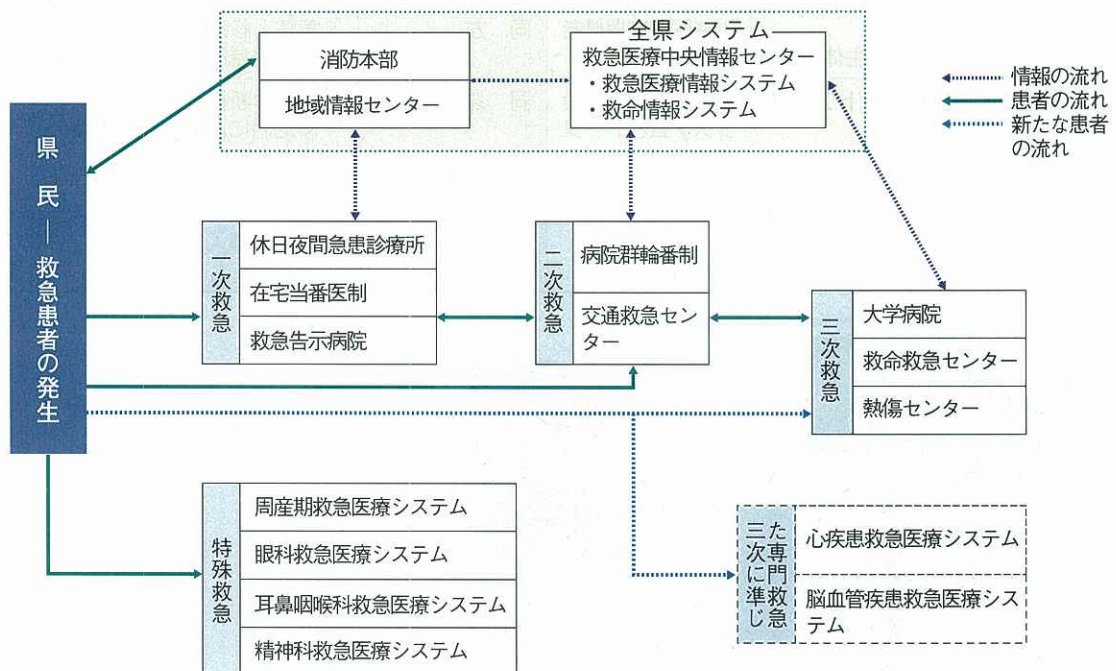 全県システム
消防本部
地域情報センター
救急医療中央情報センター
・救急医療情報システム
・救命情報システム
情報の流れ
患者の流れ
新たな患者
の流れ
県民―救急患者の発生
一次救急
休日夜間急患診療所
在宅当番医制
救急告示病院
二次救急
病院群輪番制
交通救急セン
ター
三次救急
大学病院
救命救急センター
熱傷センター
特殊救急
周産期救急医療システム
眼科救急医療システム
耳鼻咽喉科救急医療システム
精神科救急医療システム
三次に準じ
た専門救急
心疾患救急医療システム
脳血管疾患救急医療シス
テム